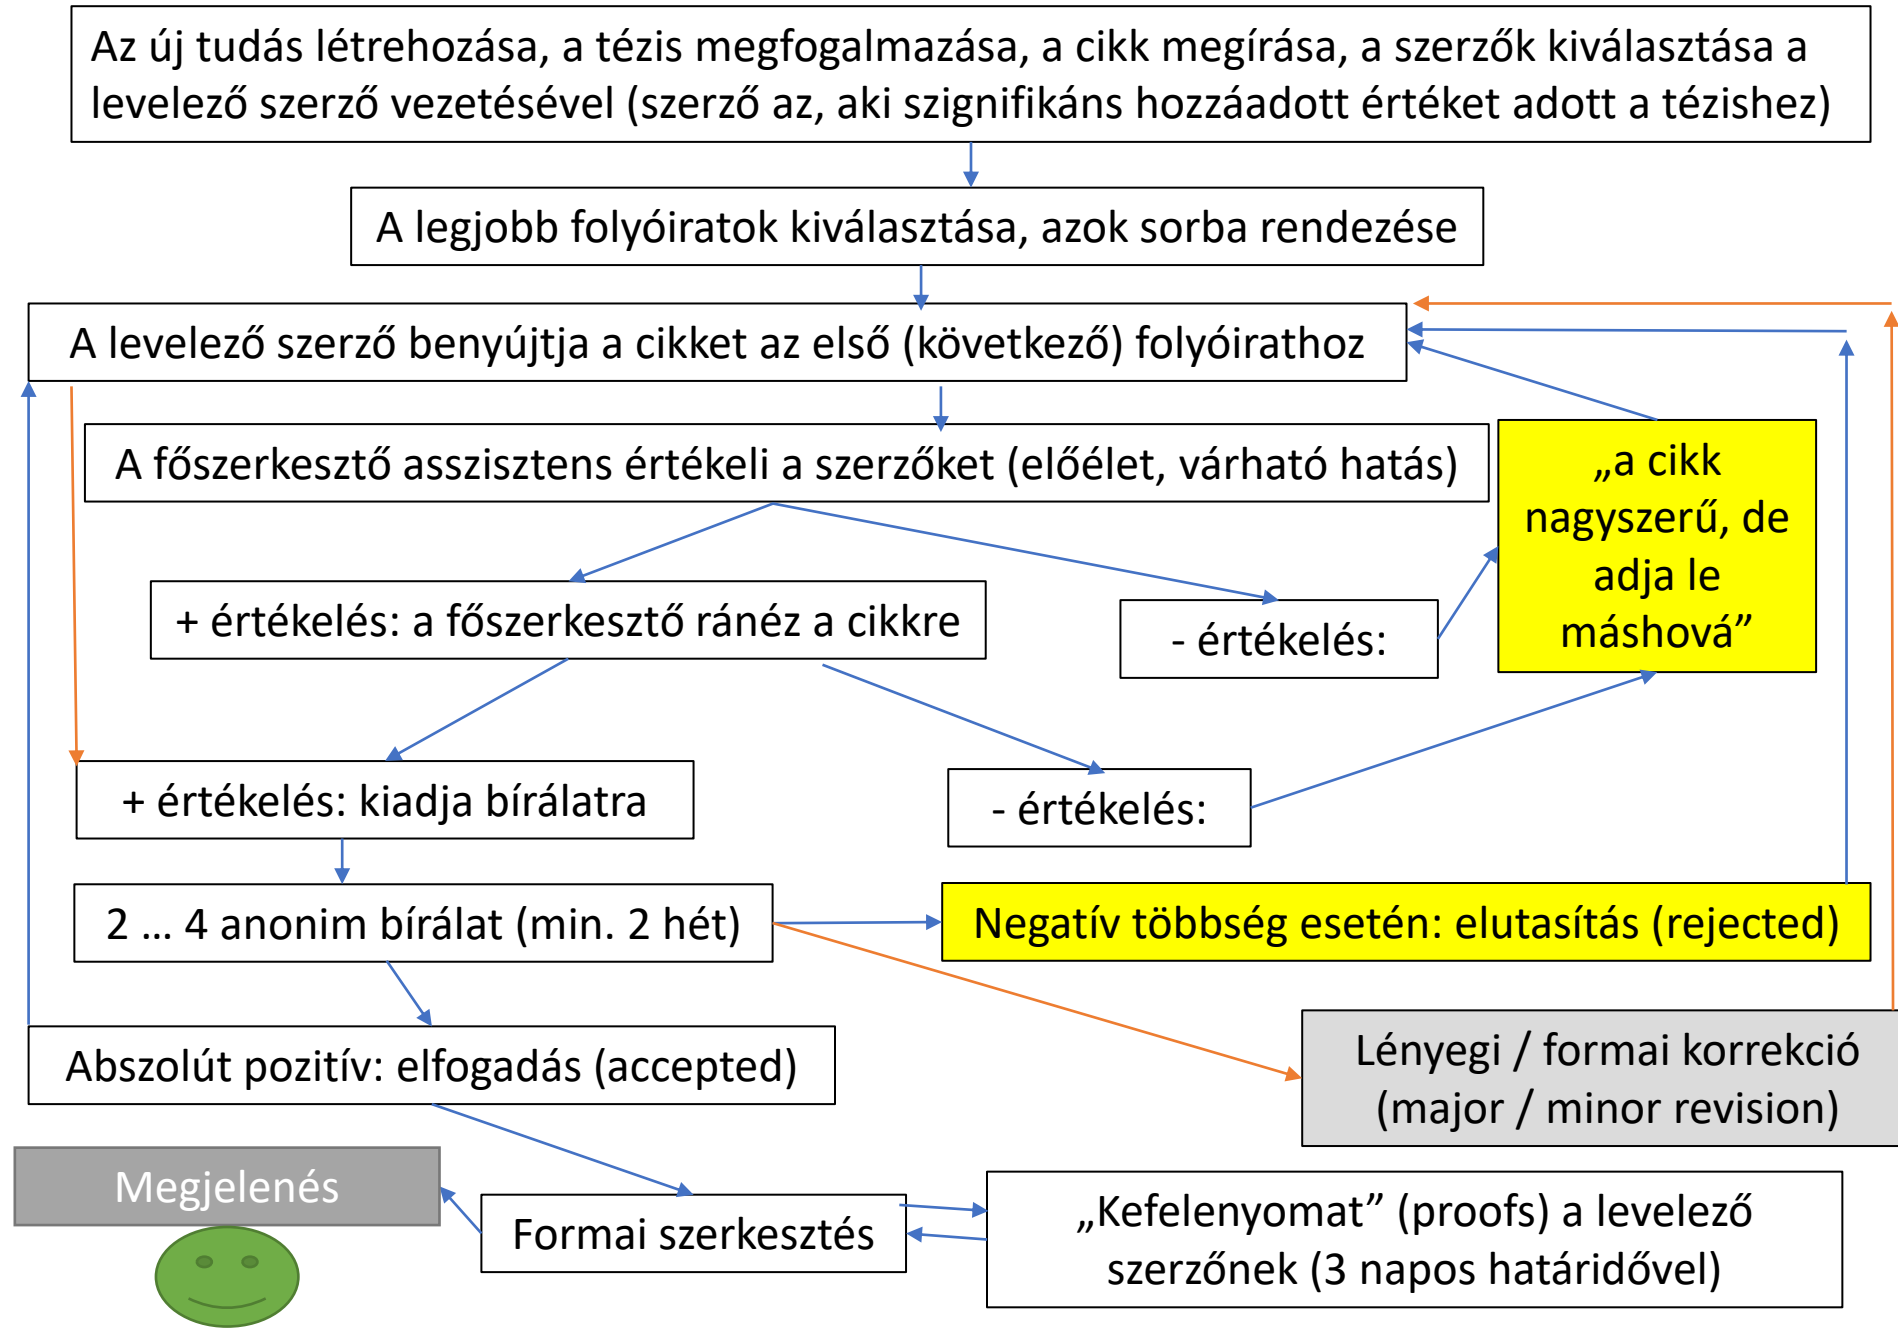 Az új tudás létrehozása, a tézis megfogalmazása, a cikk megírása, a szerzők kiválasztása a
levelező szerző vezetésével (szerző az, aki szignifikáns hozzáadott értéket adott a tézishez)
A legjobb folyóiratok kiválasztása, azok sorba rendezése
A levelező szerző benyújtja a cikket az első (következő) folyóirathoz
A főszerkesztő asszisztens értékeli a szerzőket (előélet, várható hatás)
„a cikk
nagyszerű, de
adja le
máshová”
+ értékelés: a főszerkesztő ránéz a cikkre
- értékelés:
+ értékelés: kiadja bírálatra
- értékelés:
2 ... 4 anonim bírálat (min. 2 hét)
Negatív többség esetén: elutasítás (rejected)
Abszolút pozitív: elfogadás (accepted)
Lényegi / formai korrekció
(major / minor revision)
Megjelenés
Formai szerkesztés
„Kefelenyomat” (proofs) a levelező
szerzőnek (3 napos határidővel)